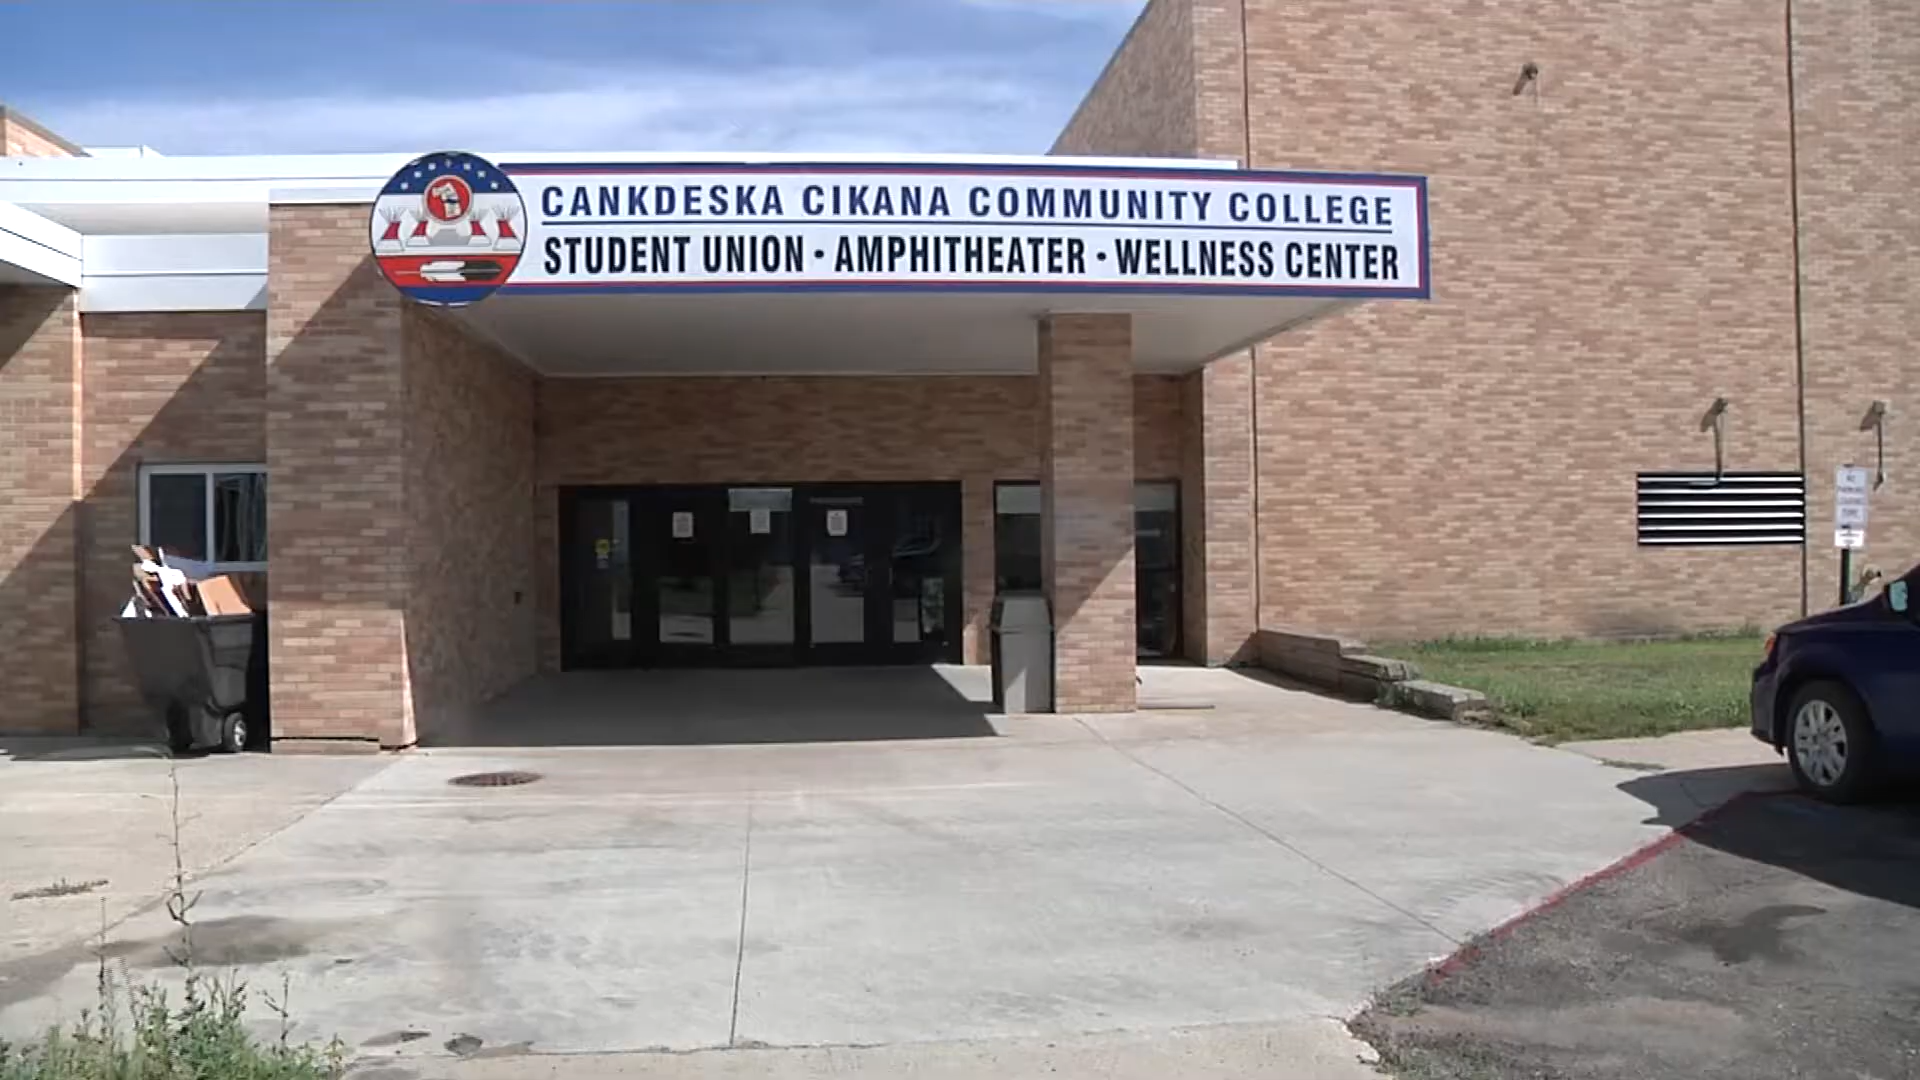 CANKDESKA CIKANA COMMUNITY COLLEGE
STUDENT UNION · AMPHITHEATER · WELLNESS CENTER